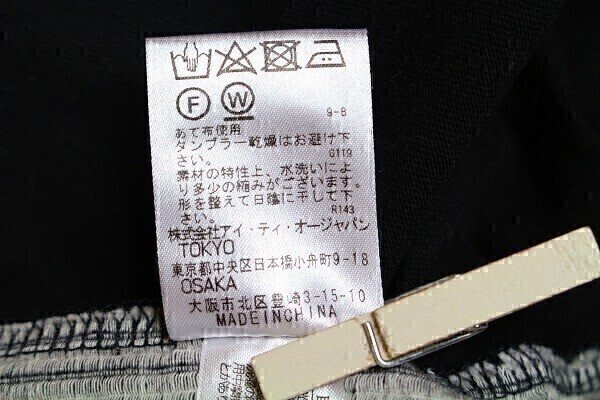 F W
9-8
あて布使用
タンブラー乾燥はお避け下
さい。 G119
素材の特性上、水洗いによ
り多少の縮みがございます。
形を整えて日陰に干して下
さい。 R143
株式会社アイ・ティ・オージャパン
TOKYO
東京都中央区日本橋小舟町9-18
OSAKA
大阪市北区豊崎3-15-10
MADEINCHINA